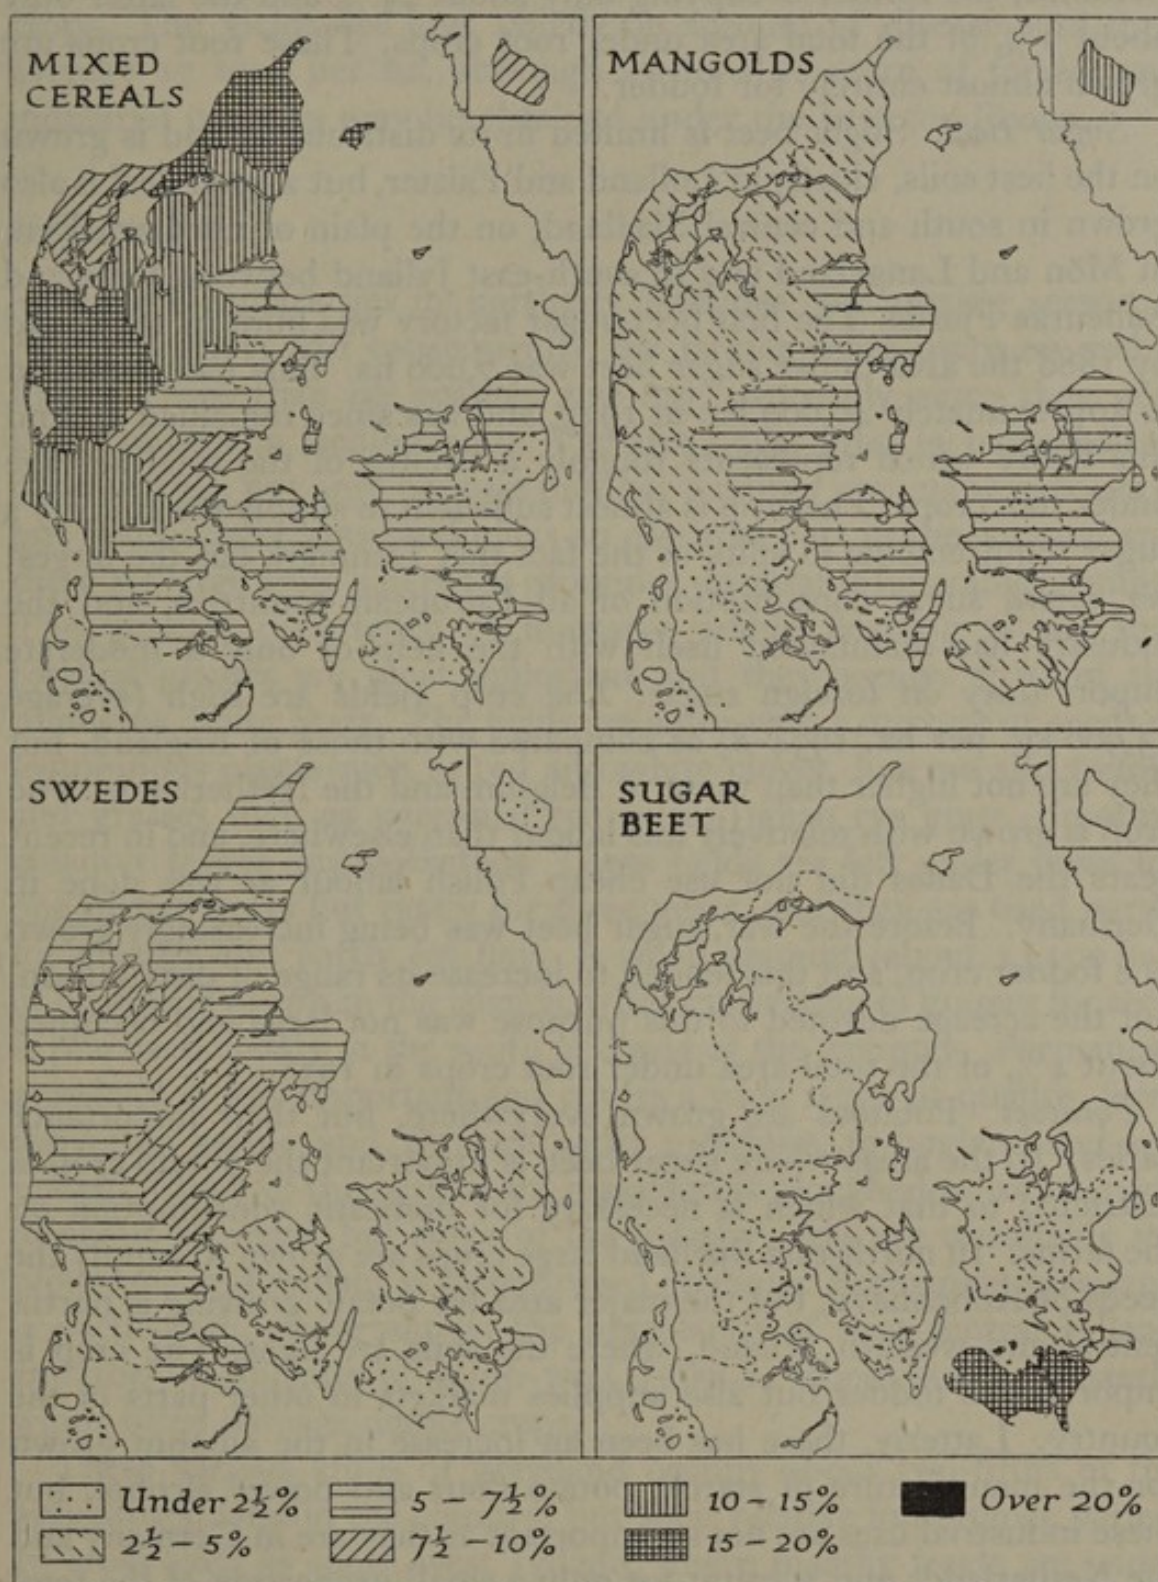 MIXED
CEREALS
MANGOLDS
SWEDES
SUGAR
BEET
Under 2½%
5 – 7½%
10 – 15%
Over 20%
2½ – 5%
7½ – 10%
15 – 20%